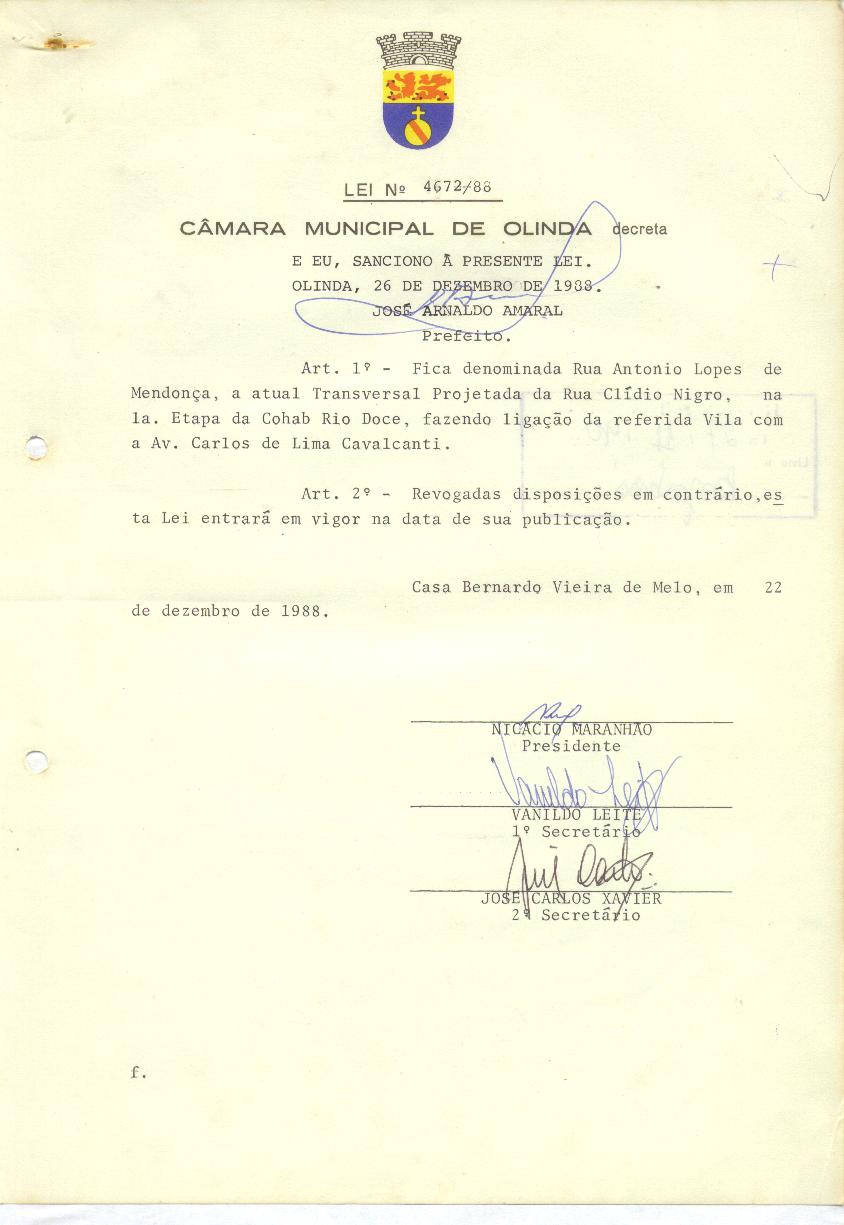 LEI Nº 4672/88
CÂMARA MUNICIPAL DE OLINDA decreta
E EU, SANCIONO Ã PRESENTE LEI.
OLINDA, 26 DE DEZEMBRO DE 1988.
JOSÉ ARNALDO AMARAL
Prefeito.
Art. 1º - Fica denominada Rua Antonio Lopes de
Mendonça, a atual Transversal Projetada da Rua Clídio Nigro, na
1a. Etapa da Cohab Rio Doce, fazendo ligação da referida Vila com
a Av. Carlos de Lima Cavalcanti.
Art. 2º - Revogadas disposições em contrário,es
ta Lei entrará em vigor na data de sua publicação.
Casa Bernardo Vieira de Melo, em 22
de dezembro de 1988.
NICÁCIO MARANHÃO
Presidente
Vanildo Leite
VANILDO LEITE
1º Secretário
JOSÉ CARLOS XAVIER
2º Secretário
f.